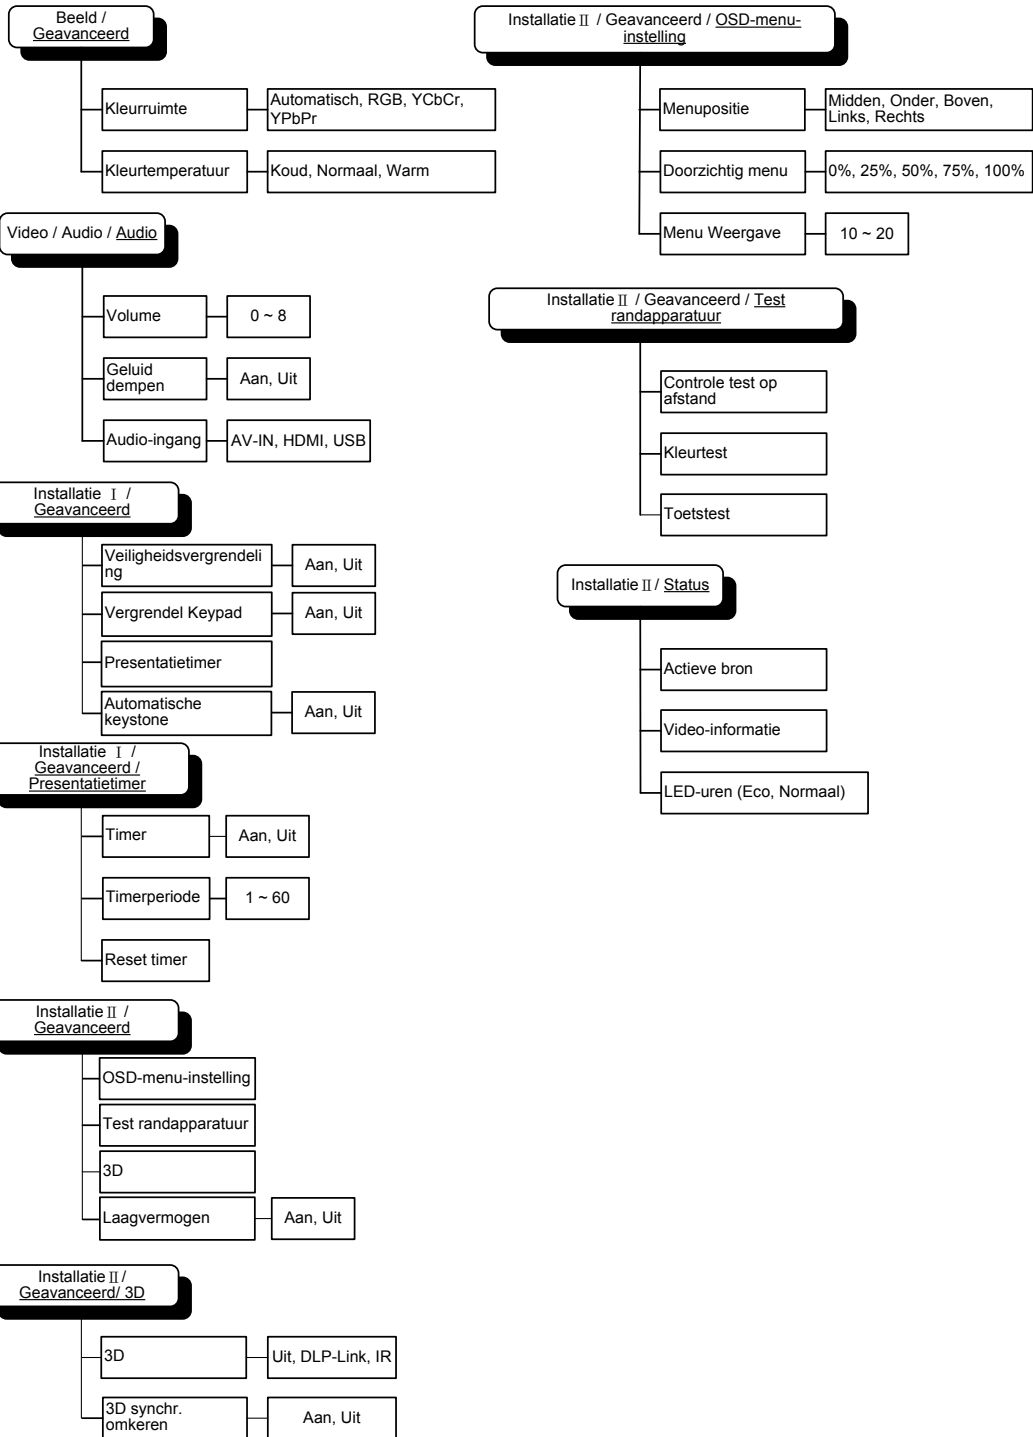 Beeld /
Geavanceerd
Kleurruimte
Automatisch, RGB, YCbCr,
YPbPr
Kleurtemperatuur
Koud, Normaal, Warm
Video / Audio / Audio
Volume
0 ~ 8
Geluid
dempen
Aan, Uit
Audio-ingang
AV-IN, HDMI, USB
Installatie Ⅰ /
Geavanceerd
Veiligheidsvergrendeli
ng
Aan, Uit
Vergrendel Keypad
Aan, Uit
Presentatietimer
Automatische
keystone
Aan, Uit
Installatie Ⅰ /
Geavanceerd /
Presentatietimer
Timer
Aan, Uit
Timerperiode
1 ~ 60
Reset timer
Installatie Ⅱ /
Geavanceerd
OSD-menu-instelling
Test randapparatuur
3D
Laagvermogen
Aan, Uit
Installatie Ⅱ /
Geavanceerd/ 3D
3D
Uit, DLP-Link, IR
3D synchr.
omkeren
Aan, Uit
Installatie Ⅱ / Geavanceerd / OSD-menu-
instelling
Menupositie
Midden, Onder, Boven,
Links, Rechts
Doorzichtig menu
0%, 25%, 50%, 75%, 100%
Menu Weergave
10 ~ 20
Installatie Ⅱ / Geavanceerd / Test
randapparatuur
Controle test op
afstand
Kleurtest
Toetstest
Installatie Ⅱ / Status
Actieve bron
Video-informatie
LED-uren (Eco, Normaal)